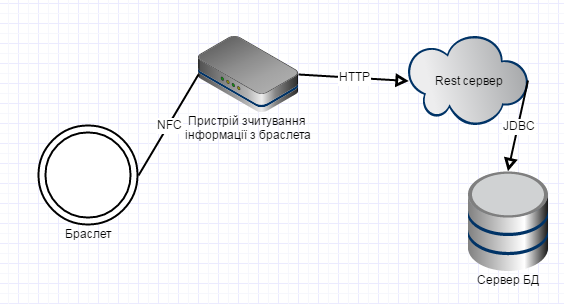 HTTP
Rest сервер
NFC
Пристрій зчитування
інформації з браслета
JDBC
Браслет
Сервер БД